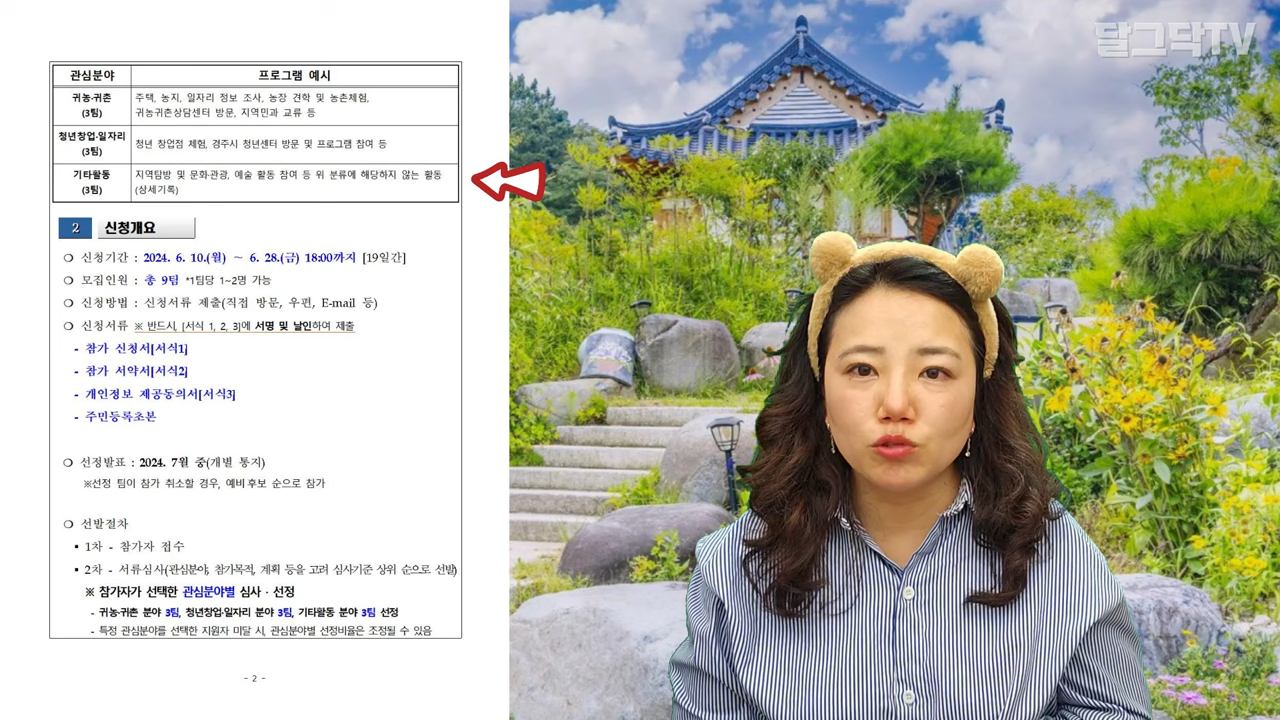 달그닥TV
관심분야 프로그램 예시
귀농·귀촌
(3팀)
주택, 농지, 일자리 정보 조사, 농장 견학 및 농촌체험,
귀농귀촌상담센터 방문, 지역민과 교류 등
청년창업·일자리
(3팀)
청년 창업점 체험, 경주시 청년센터 방문 및 프로그램 참여 등
기타활동
(3팀)
지역탐방 및 문화·관광, 예술 활동 참여 등 위 분류에 해당하지 않는 활동
(상세기록)
2 신청개요
❍ 신청기간 : 2024. 6. 10.(월) ~ 6. 28.(금) 18:00까지 [19일간]
❍ 모집인원 : 총 9팀 *1팀당 1~2명 가능
❍ 신청방법 : 신청서류 제출(직접 방문, 우편, E-mail 등)
❍ 신청서류 ※ 반드시, [서식 1, 2, 3]에 서명 및 날인하여 제출
- 참가 신청서[서식1]
- 참가 서약서[서식2]
- 개인정보 제공동의서[서식3]
- 주민등록초본
❍ 선정발표 : 2024. 7월 중(개별 통지)
※선정 팀이 참가 취소할 경우, 예비후보 순으로 참가
❍ 선발절차
▪ 1차 - 참가자 접수
▪ 2차 - 서류심사(관심분야, 참가목적, 계획 등을 고려 심사기준 상위 순으로 선발)
※ 참가자가 선택한 관심분야별 심사·선정
- 귀농·귀촌 분야 3팀, 청년창업·일자리 분야 3팀, 기타활동 분야 3팀 선정
- 특정 관심분야를 선택한 지원자 미달 시, 관심분야별 선정비율은 조정될 수 있음
- 2 -